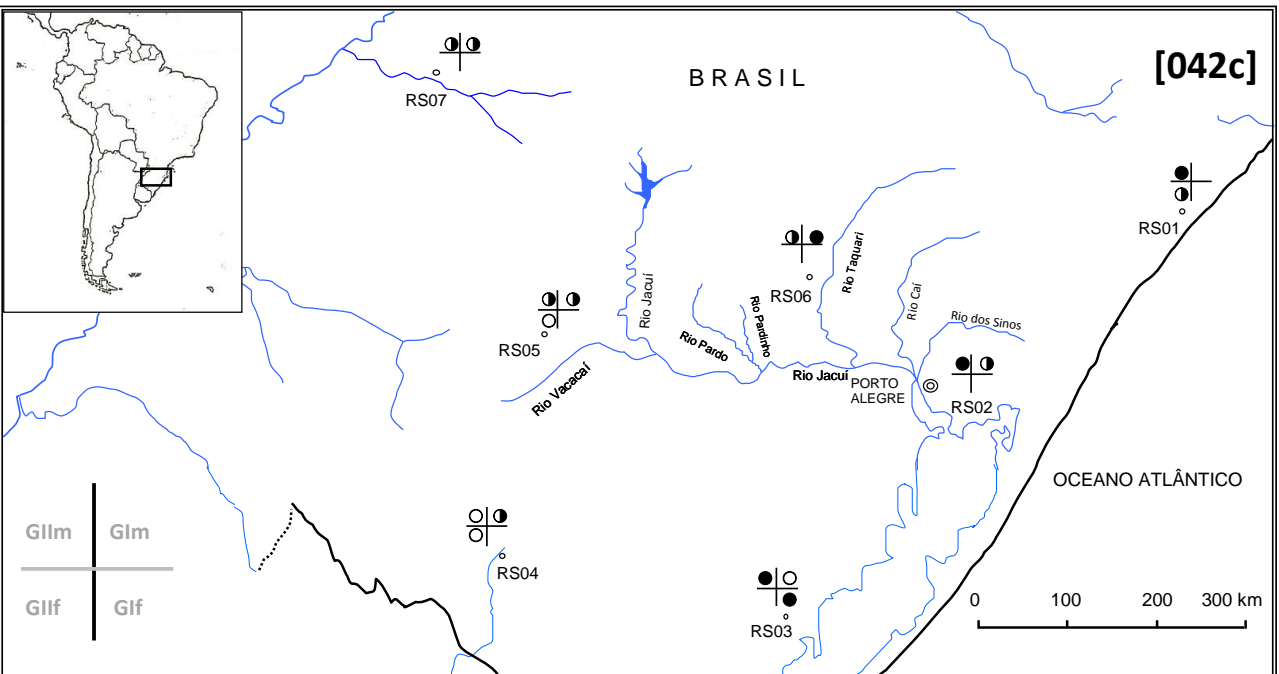 BRASIL
[042c]
RS07
RS01
RS06
Rio Taquari
Rio Caí
Rio dos Sinos
Rio Jacuí
Rio Pardinho
Rio Pardo
RS05
Rio Vacacaí
Rio Jacuí
PORTO
ALEGRE
RS02
OCEANO ATLÂNTICO
GIIm GIm
GIIf GIf
RS04
RS03
0 100 200 300 km